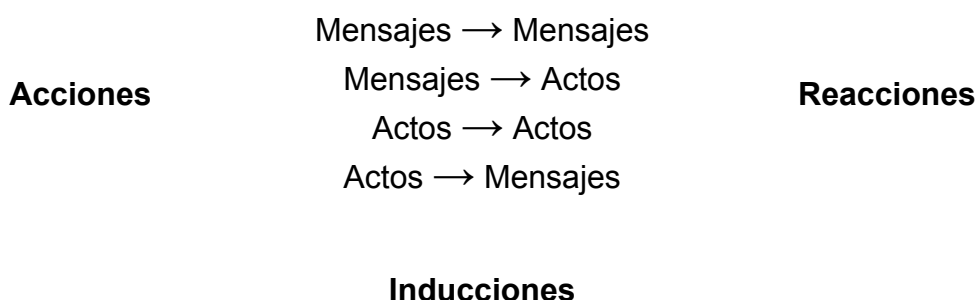 Mensajes → Mensajes
Mensajes → Actos
Acciones
Reacciones
Actos → Actos
Actos → Mensajes
Inducciones